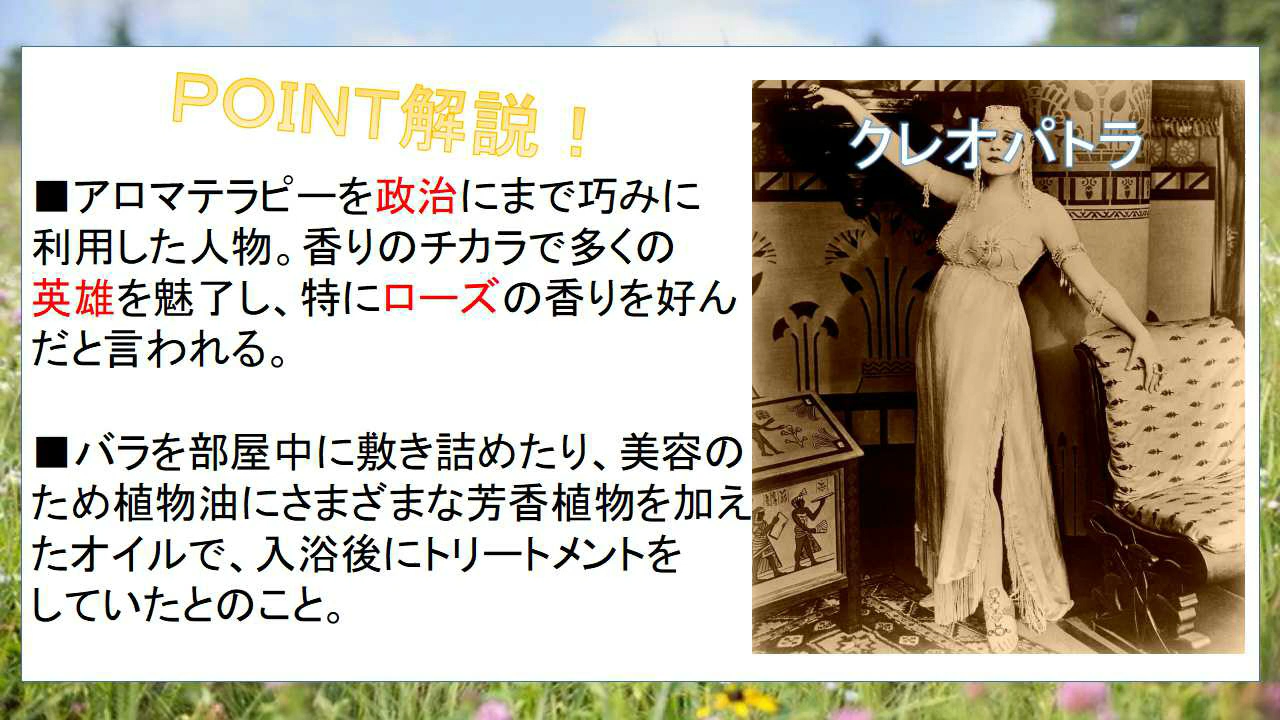 POINT解説！
クレオパトラ
■アロマテラピーを政治にまで巧みに
利用した人物。香りのチカラで多くの
英雄を魅了し、特にローズの香りを好ん
だと言われる。
■バラを部屋中に敷き詰めたり、美容の
ため植物油にさまざまな芳香植物を加え
たオイルで、入浴後にトリートメントを
していたとのこと。